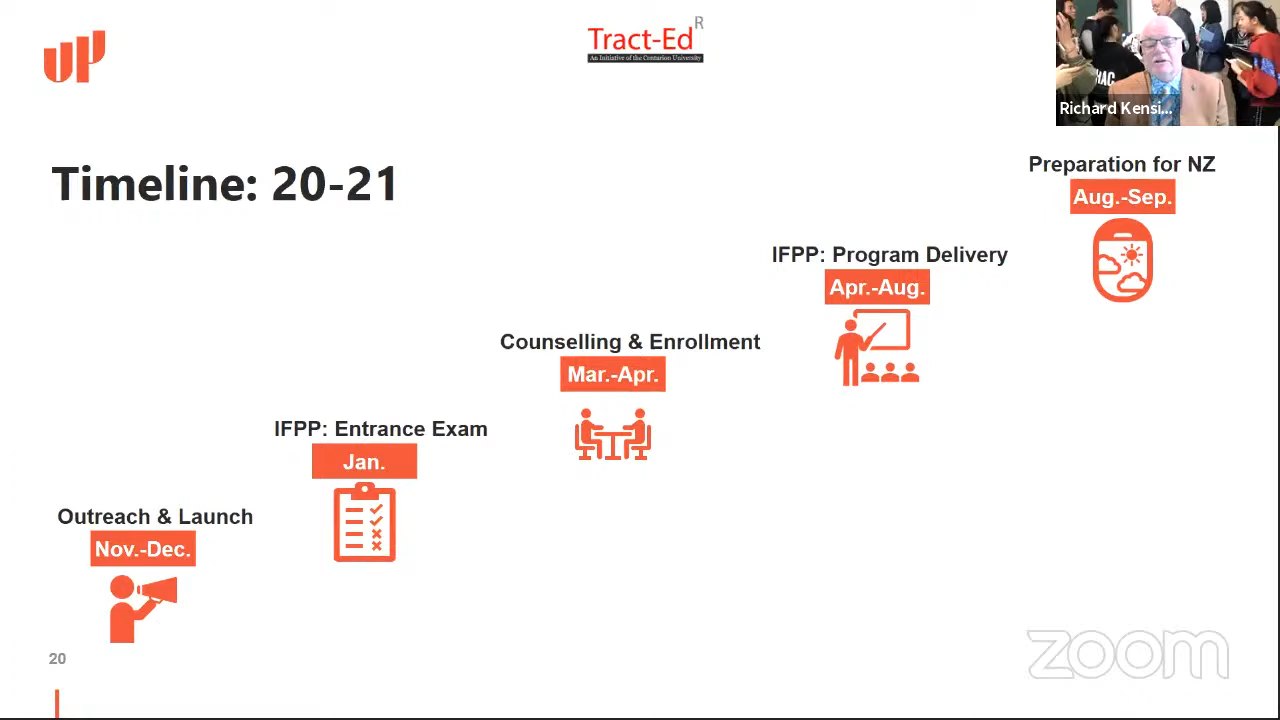 UP
Tract-Ed R
An Initiative of the Centurion University
HAC
Richard Kensi...
Timeline: 20-21
Preparation for NZ
Aug.-Sep.
IFPP: Program Delivery
Apr.-Aug.
Counselling & Enrollment
Mar.-Apr.
IFPP: Entrance Exam
Jan.
Outreach & Launch
Nov.-Dec.
20
zoom